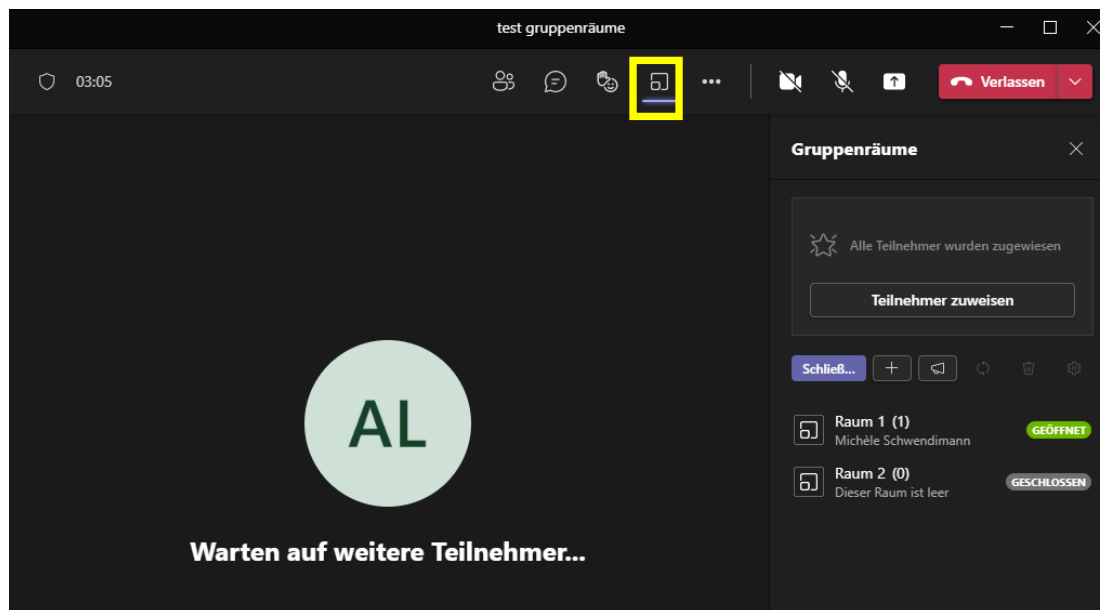 test gruppenräume
03:05
Verlassen
Gruppenräume
Alle Teilnehmer wurden zugewiesen
Teilnehmer zuweisen
Schließ...
Raum 1 (1)
GEÖFFNET
Michèle Schwendimann
Raum 2 (0)
GESCHLOSSEN
Dieser Raum ist leer
AL
Warten auf weitere Teilnehmer...